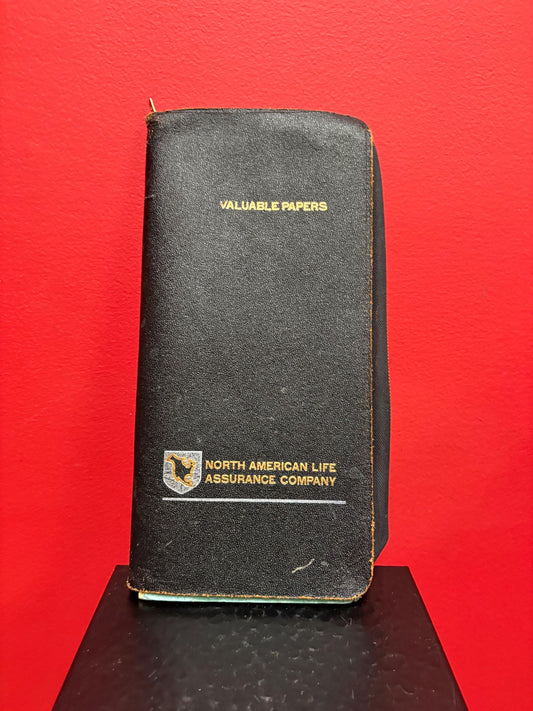 VALUABLE PAPERS
NORTH AMERICAN LIFE
ASSURANCE COMPANY